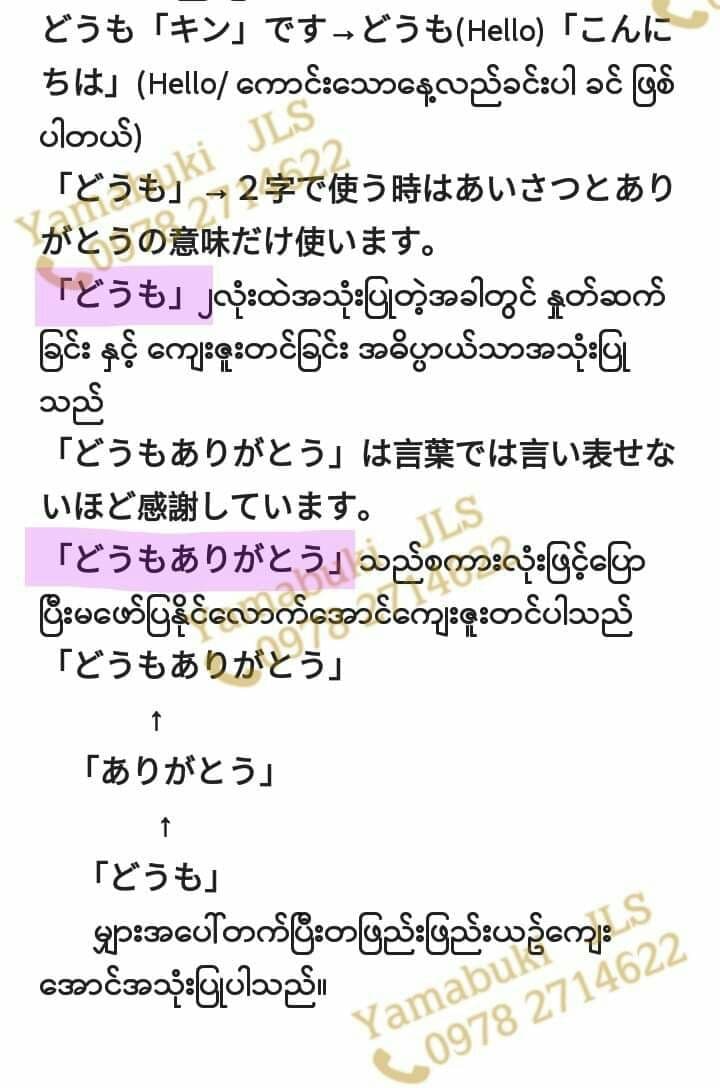 どうも「キン」です→どうも(Hello)「こんに
ちは」(Hello/ ကောင်းသောနေ့လည်ခင်းပါ ခင် ဖြစ်
ပါတယ်)
「どうも」→２字で使う時はあいさつとあり
がとうの意味だけ使います。
「どうも」၂လုံးထဲအသုံးပြုတဲ့အခါတွင် နှူတ်ဆက်
ခြင်း နှင့် ကျေးဇူးတင်ခြင်း အဓိပ္ပာယ်သာအသုံးပြု
သည်
「どうもありがとう」は言葉では言い表せな
いほど感謝しています。
「どうもありがとう」သည်စကားလုံးဖြင့်ပြော
ပြီးမဖော်ပြနိုင်လောက်အောင်ကျေးဇူးတင်ပါသည်
「どうもありがとう」
↑
「ありがとう」
↑
「どうも」
မျှားအပေါ်တက်ပြီးတဖြည်းဖြည်းယဥ်ကျေး
အောင်အသုံးပြုပါသည်။
Yamabuki JLS
0978 2714622
Yamabuki JLS
0978 2714622
Yamabuki JLS
0978 2714622